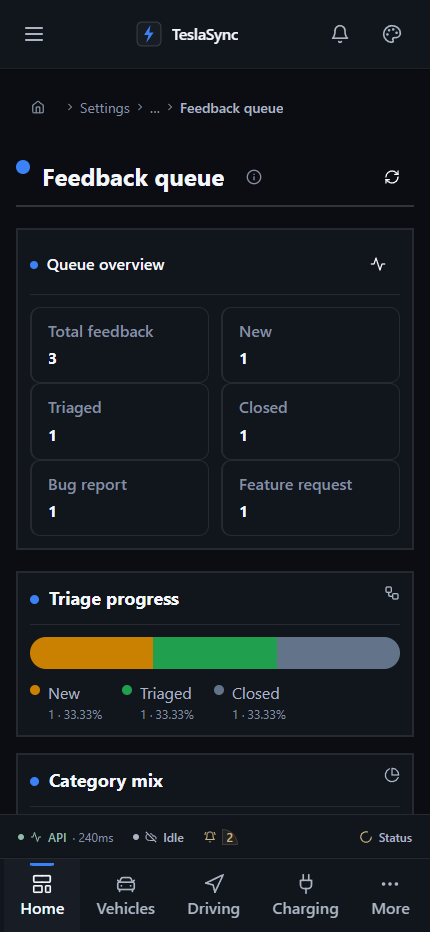 TeslaSync
Settings > ... > Feedback queue
Feedback queue
Queue overview
Total feedback
3
New
1
Triaged
1
Closed
1
Bug report
1
Feature request
1
Triage progress
New
1 · 33.33%
Triaged
1 · 33.33%
Closed
1 · 33.33%
Category mix
API · 240ms Idle 2 Status
Home Vehicles Driving Charging More